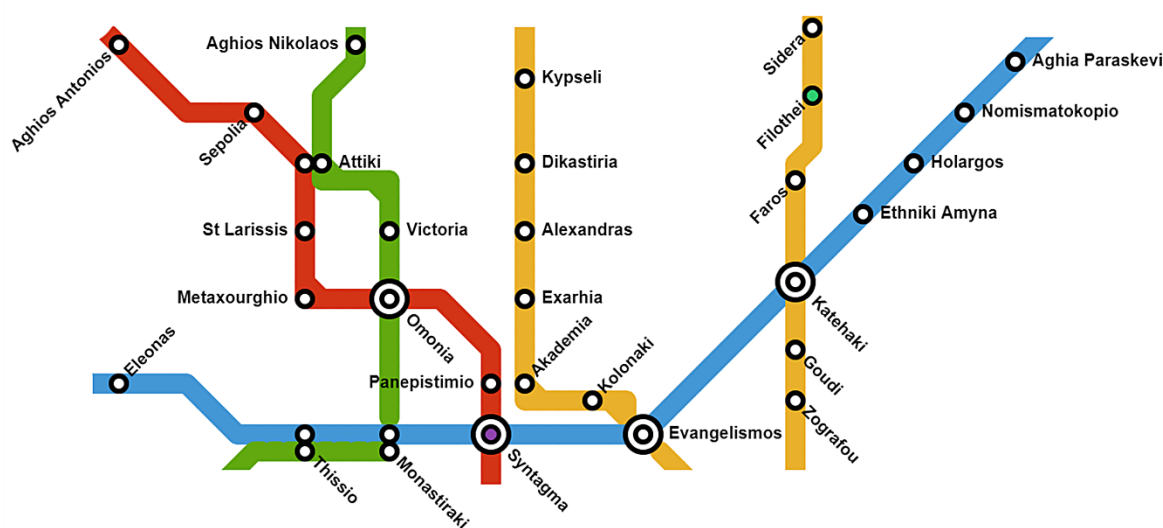 Aghios Antonios
Sepolia
Aghios Nikolaos
Attiki
St Larissis
Victoria
Metaxourghio
Omonia
Eleonas
Panepistimio
Thissio
Monastiraki
Syntagma
Kypseli
Dikastiria
Alexandras
Exarhia
Akademia
Kolonaki
Evangelismos
Sidera
Filothei
Faros
Katehaki
Goudi
Zografou
Aghia Paraskevi
Nomismatokopio
Holargos
Ethniki Amyna